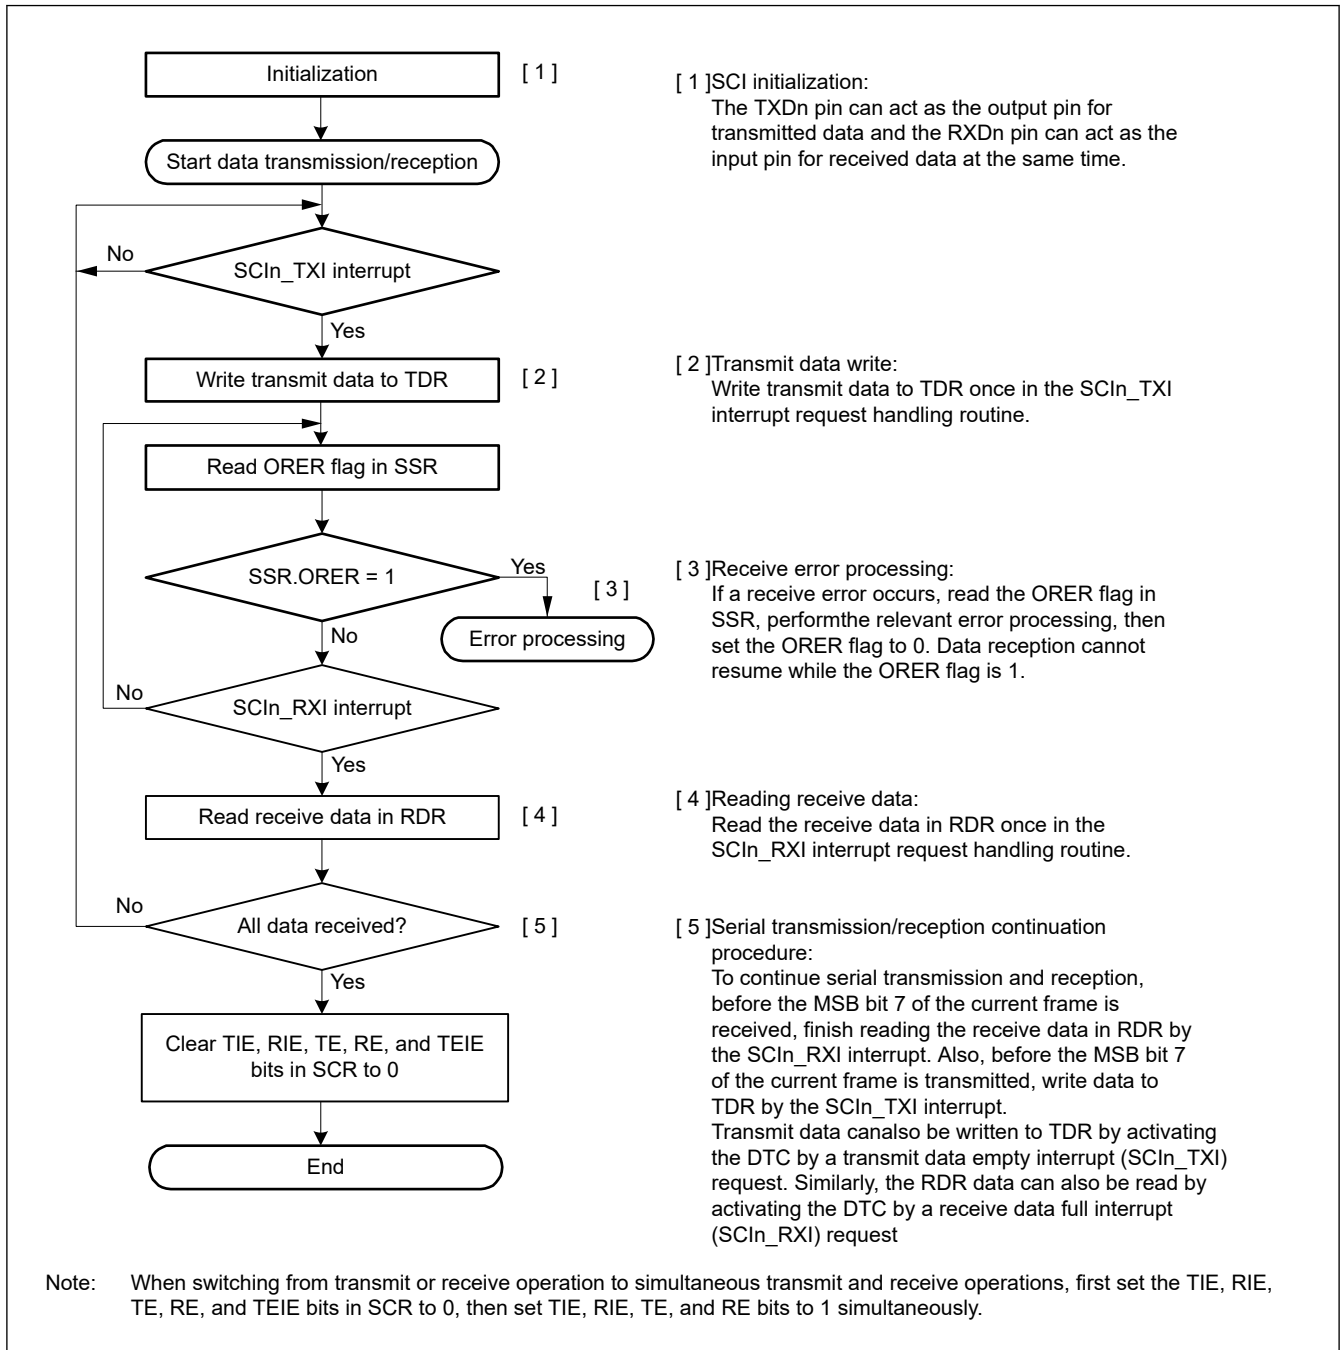 Initialization
[ 1 ]
Start data transmission/reception
No
SCIn_TXI interrupt
Yes
Write transmit data to TDR
[ 2 ]
Read ORER flag in SSR
SSR.ORER = 1
Yes
[ 3 ]
Error processing
No
No
SCIn_RXI interrupt
Yes
Read receive data in RDR
[ 4 ]
No
All data received?
[ 5 ]
Yes
Clear TIE, RIE, TE, RE, and TEIE
bits in SCR to 0
End
[ 1 ]SCI initialization:
The TXDn pin can act as the output pin for
transmitted data and the RXDn pin can act as the
input pin for received data at the same time.
[ 2 ]Transmit data write:
Write transmit data to TDR once in the SCIn_TXI
interrupt request handling routine.
[ 3 ]Receive error processing:
If a receive error occurs, read the ORER flag in
SSR, performthe relevant error processing, then
set the ORER flag to 0. Data reception cannot
resume while the ORER flag is 1.
[ 4 ]Reading receive data:
Read the receive data in RDR once in the
SCIn_RXI interrupt request handling routine.
[ 5 ]Serial transmission/reception continuation
procedure:
To continue serial transmission and reception,
before the MSB bit 7 of the current frame is
received, finish reading the receive data in RDR by
the SCIn_RXI interrupt. Also, before the MSB bit 7
of the current frame is transmitted, write data to
TDR by the SCIn_TXI interrupt.
Transmit data canalso be written to TDR by activating
the DTC by a transmit data empty interrupt (SCIn_TXI)
request. Similarly, the RDR data can also be read by
activating the DTC by a receive data full interrupt
(SCIn_RXI) request
Note: When switching from transmit or receive operation to simultaneous transmit and receive operations, first set the TIE, RIE,
TE, RE, and TEIE bits in SCR to 0, then set TIE, RIE, TE, and RE bits to 1 simultaneously.